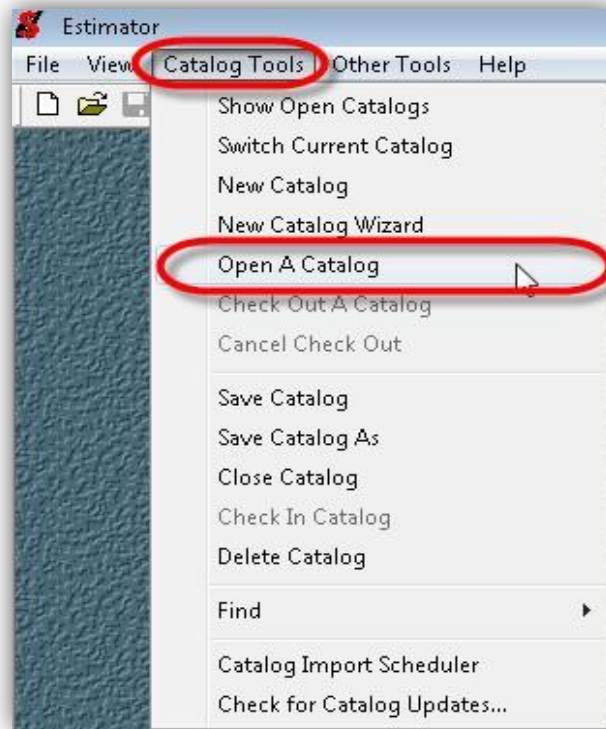 Estimator
File View Catalog Tools Other Tools Help
Show Open Catalogs
Switch Current Catalog
New Catalog
New Catalog Wizard
Open A Catalog
Check Out A Catalog
Cancel Check Out
Save Catalog
Save Catalog As
Close Catalog
Check In Catalog
Delete Catalog
Find
Catalog Import Scheduler
Check for Catalog Updates...